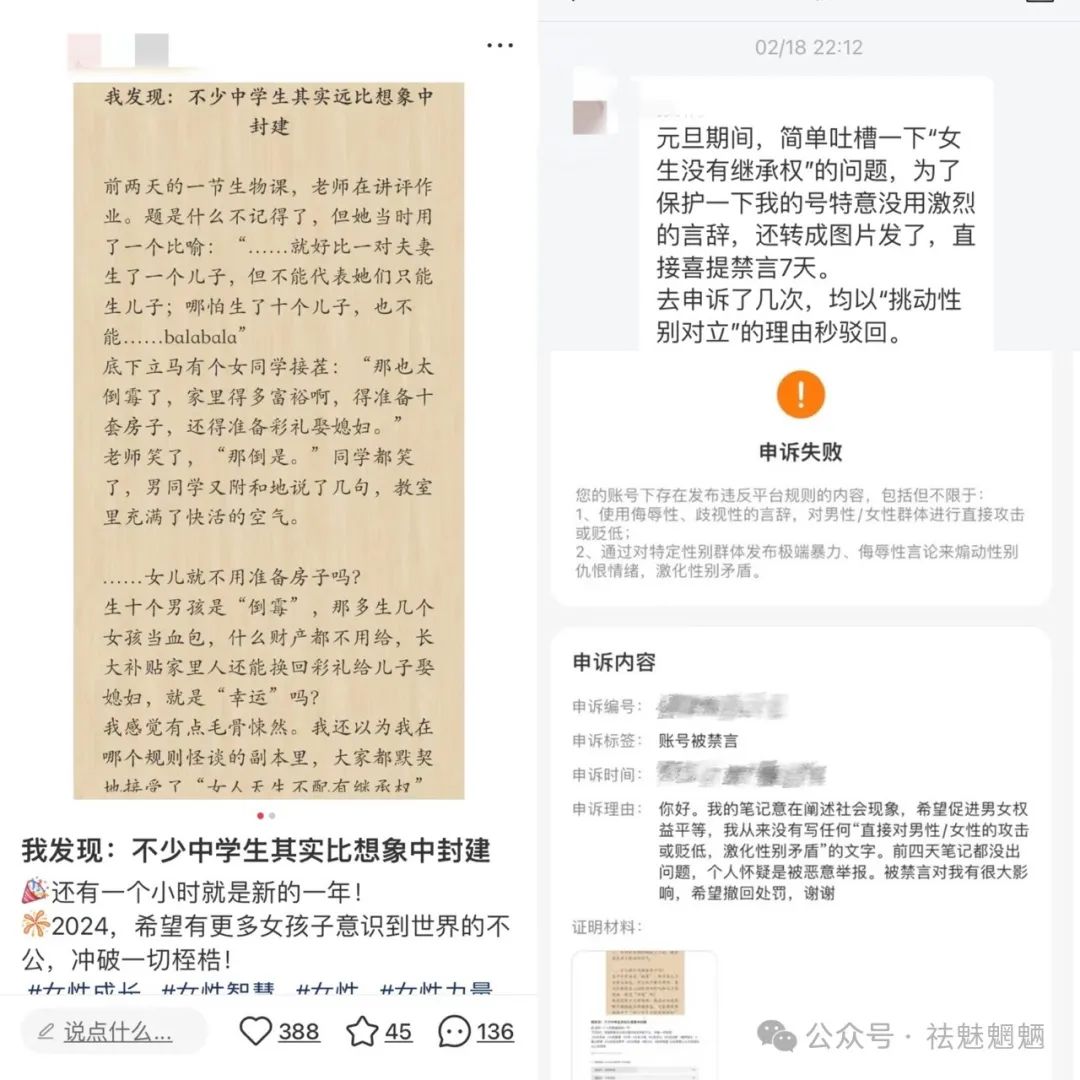 我发现：不少中学生其实远比想象中
封建
前两天的一节生物课，老师在讲评作
业。题是什么不记得了，但她当时用
了一个比喻：“……就好比一对夫妻
生了一个儿子，但不能代表她们只能
生儿子；哪怕生了十个儿子，也不
能……balabala”
底下立马有个女同学接茬：“那也太
倒霉了，家里得多富裕啊，得准备十
套房子，还得准备彩礼娶媳妇。”
老师笑了，“那倒是。”同学都笑
了，男同学又附和地说了几句，教室
里充满了快活的空气。
……女儿就不用准备房子吗？
生十个男孩是“倒霉”，那多生几个
女孩当血包，什么财产都不用给，长
大补贴家里人还能换回彩礼给儿子娶
媳妇，就是“幸运”吗？
我感觉有点毛骨悚然。我还以为我在
哪个规则怪谈的副本里，大家都默契
地接受了“女人天生不配有继承权”
我发现：不少中学生其实比想象中封建
🎉还有一个小时就是新的一年！
🎆2024，希望有更多女孩子意识到世界的不
公，冲破一切桎梏！
#女性成长 #女性智慧 #女性 #女性力量
说点什么... 388 45 136
02/18 22:12
元旦期间，简单吐槽一下“女
生没有继承权”的问题，为了
保护一下我的号特意没用激烈
的言辞，还转成图片发了，直
接喜提禁言7天。
去申诉了几次，均以“挑动性
别对立”的理由秒驳回。
申诉失败
您的账号下存在发布违反平台规则的内容，包括但不限于：
1、使用侮辱性、歧视性的言辞，对男性/女性群体进行直接攻击
或贬低；
2、通过对特定性别群体发布极端暴力、侮辱性言论来煽动性别
仇恨情绪，激化性别矛盾。
申诉内容
申诉编号：
申诉标签： 账号被禁言
申诉时间：
申诉理由： 你好。我的笔记意在阐述社会现象，希望促进男女权
益平等，我从来没有写任何“直接对男性/女性的攻击
或贬低，激化性别矛盾”的文字。前四天笔记都没出
问题，个人怀疑是被恶意举报。被禁言对我有很大影
响，希望撤回处罚，谢谢
证明材料：
公众号 · 祛魅魍魉